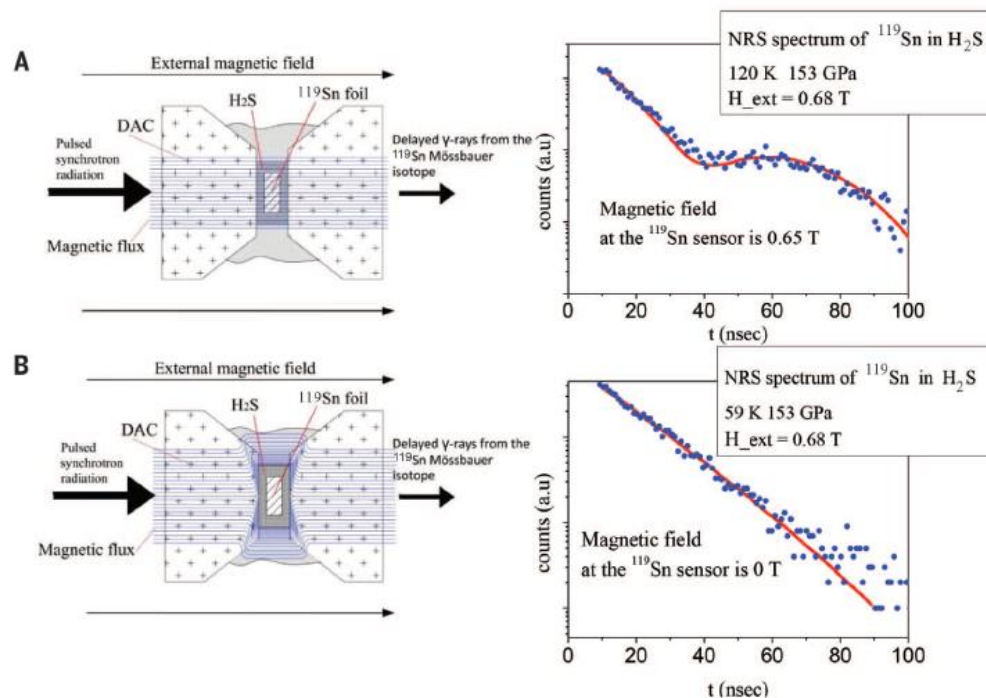 A
External magnetic field
H2S
119Sn foil
DAC
Pulsed
synchrotron
radiation
Delayed γ-rays from the
119Sn Mössbauer
isotope
Magnetic flux
NRS spectrum of 119Sn in H2S
120 K 153 GPa
H_ext = 0.68 T
counts (a.u)
Magnetic field
at the 119Sn sensor is 0.65 T
0 20 40 60 80 100
t (nsec)
B
External magnetic field
H2S
119Sn foil
DAC
Pulsed
synchrotron
radiation
Delayed γ-rays from the
119Sn Mössbauer
isotope
Magnetic flux
NRS spectrum of 119Sn in H2S
59 K 153 GPa
H_ext = 0.68 T
counts (a.u)
Magnetic field
at the 119Sn sensor is 0 T
0 20 40 60 80 100
t (nsec)